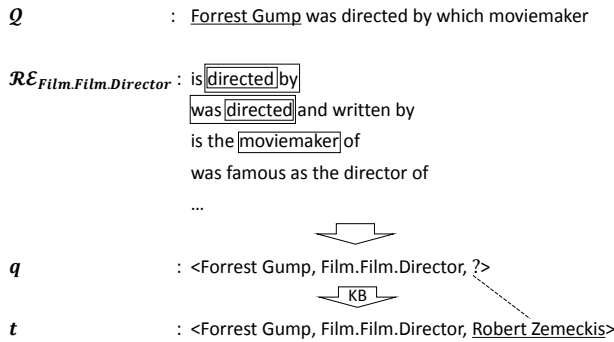 Q : Forrest Gump was directed by which moviemaker
RE Film.Film.Director : is directed by
was directed and written by
is the moviemaker of
was famous as the director of
...
q : <Forrest Gump, Film.Film.Director, ?>
KB
t : <Forrest Gump, Film.Film.Director, Robert Zemeckis>